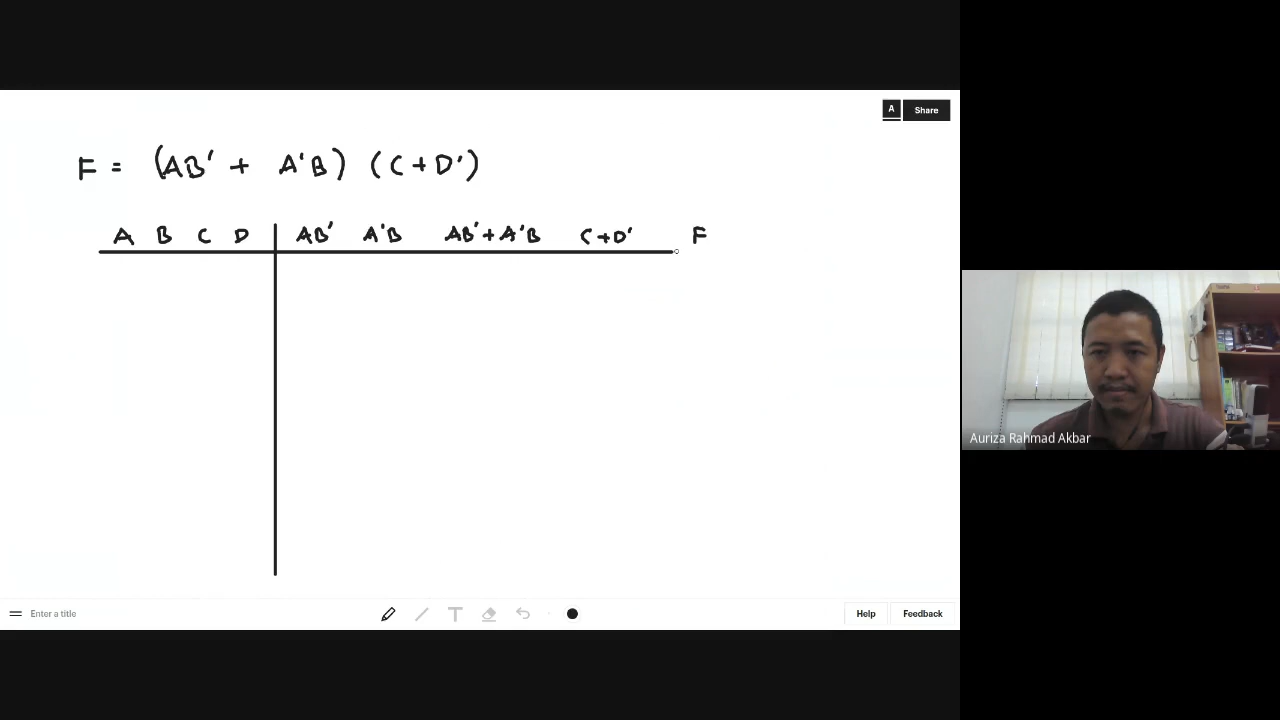 A Share
F = (AB' + A'B) (C + D')
A B C D AB' A'B AB' + A'B C+D' F
Auriza Rahmad Akbar
Enter a title T Help Feedback